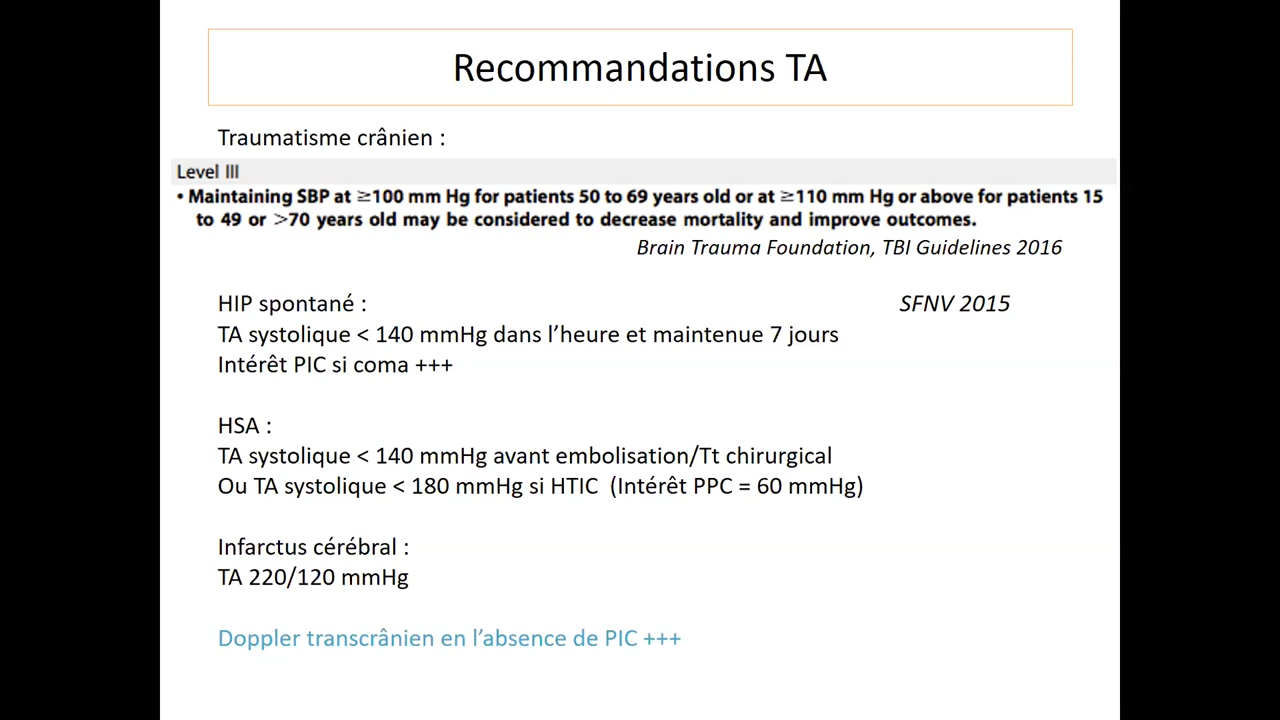 Recommandations TA
Traumatisme crânien :
Level III
• Maintaining SBP at ≥100 mm Hg for patients 50 to 69 years old or at ≥110 mm Hg or above for patients 15
to 49 or >70 years old may be considered to decrease mortality and improve outcomes.
Brain Trauma Foundation, TBI Guidelines 2016
HIP spontané : SFNV 2015
TA systolique < 140 mmHg dans l’heure et maintenue 7 jours
Intérêt PIC si coma +++
HSA :
TA systolique < 140 mmHg avant embolisation/Tt chirurgical
Ou TA systolique < 180 mmHg si HTIC (Intérêt PPC = 60 mmHg)
Infarctus cérébral :
TA 220/120 mmHg
Doppler transcrânien en l’absence de PIC +++